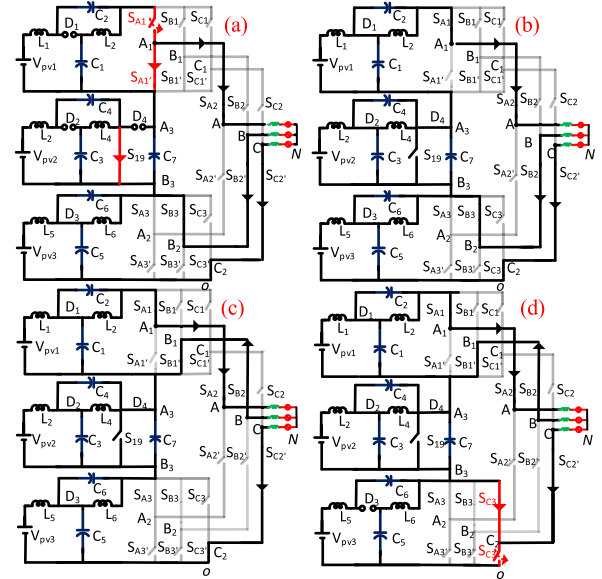 C2 SA1 SB1 SC1 (a)
D1
L1 L2 A1 B1
Vpv1 C1 SA1' SB1' C1 SC1'
SA2 SB2 SC2
C4
D2 D4 A3 A
L2 L4 B N
Vpv2 C3 S19 C7 C
B3 SA2' SB2' SC2'
C6
D3 SA3 SB3 SC3
L5 L6 A2 B2
Vpv3 C5 SA3' SB3' SC3' C2
o
C2 SA1 SB1 SC1 (b)
D1
L1 L2 A1 B1
Vpv1 C1 SA1' SB1' C1 SC1'
SA2 SB2 SC2
C4
D2 D4 A3 A
L2 L4 B N
Vpv2 C3 S19 C7 C
B3 SA2' SB2' SC2'
C6
D3 SA3 SB3 SC3
L5 L6 A2 B2
Vpv3 C5 SA3' SB3' SC3' C2
o
C2 SA1 SB1 SC1 (c)
D1
L1 L2 A1 B1
Vpv1 C1 SA1' SB1' C1 SC1'
SA2 SB2 SC2
C4
D2 D4 A3 A
L2 L4 B N
Vpv2 C3 S19 C7 C
B3 SA2' SB2' SC2'
C6
D3 SA3 SB3 SC3
L5 L6 A2 B2
Vpv3 C5 SA3' SB3' SC3' C2
o
C2 SA1 SB1 SC1 (d)
D1
L1 L2 A1 B1
Vpv1 C1 SA1' SB1' C1 SC1'
SA2 SB2 SC2
C4
D2 D4 A3 A
L2 L4 B N
Vpv2 C3 S19 C7 C
B3 SA2' SB2' SC2'
C6
D3 SA3 SB3 SC3
L5 L6 A2 B2
Vpv3 C5 SA3' SB3' SC3' C2
o